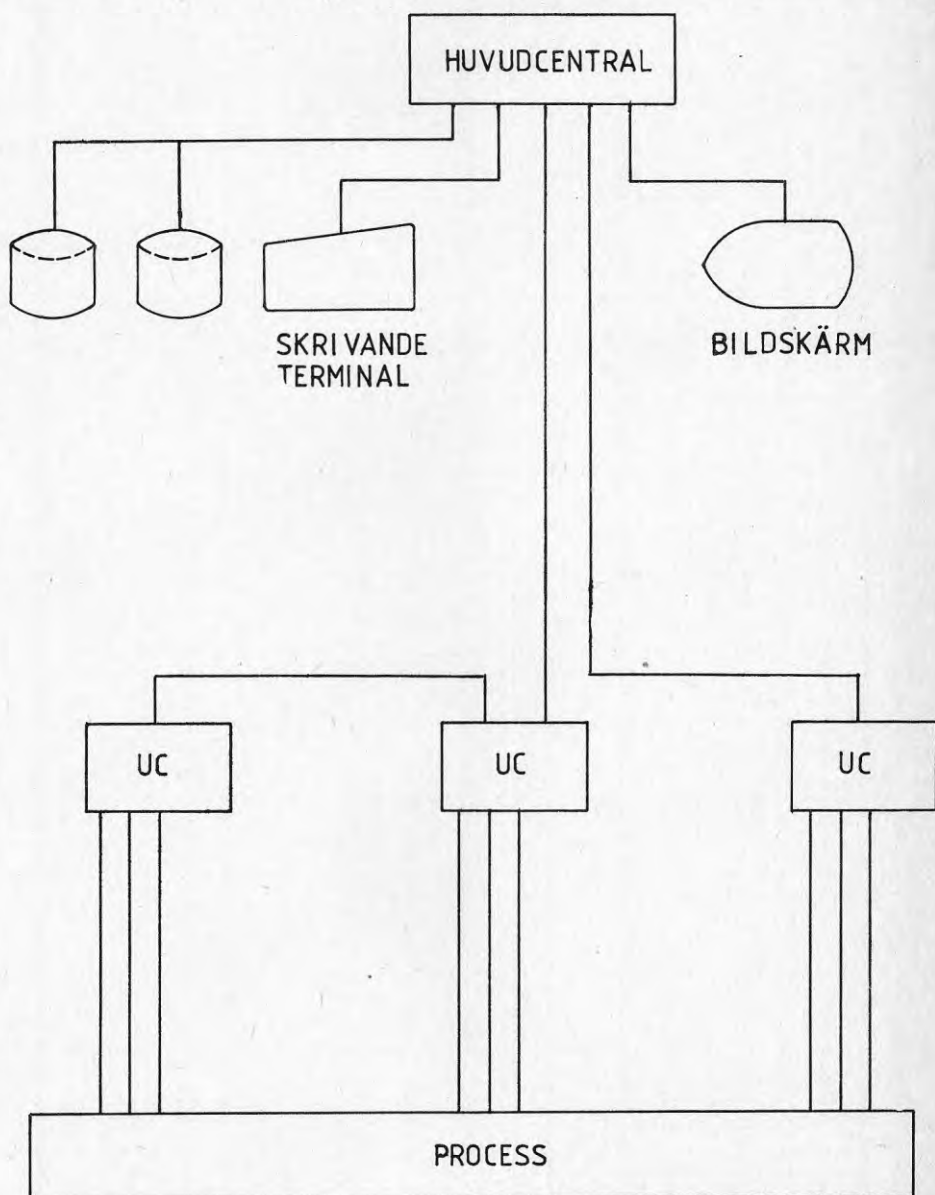 HUVUDCENTRAL
SKRIVANDE
TERMINAL
BILDSKÄRM
UC
UC
UC
PROCESS